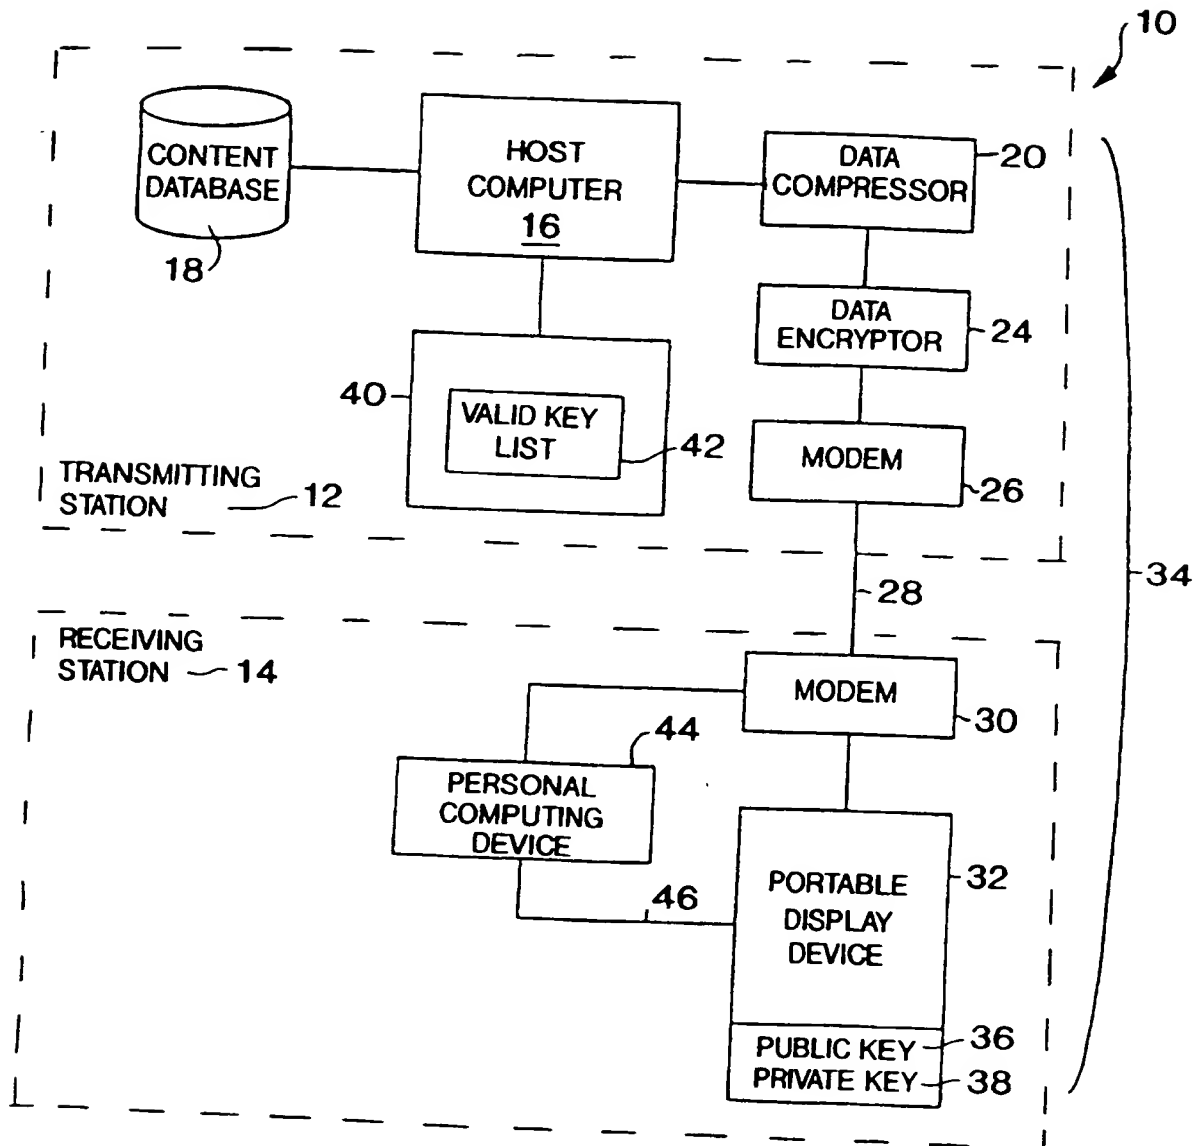 10
CONTENT
DATABASE
18
HOST
COMPUTER
16
DATA
COMPRESSOR
20
DATA
ENCRYPTOR
24
40
VALID KEY
LIST
42
MODEM
26
TRANSMITTING
STATION
12
28
34
RECEIVING
STATION
14
MODEM
30
44
PERSONAL
COMPUTING
DEVICE
46
PORTABLE
DISPLAY
DEVICE
32
PUBLIC KEY
36
PRIVATE KEY
38